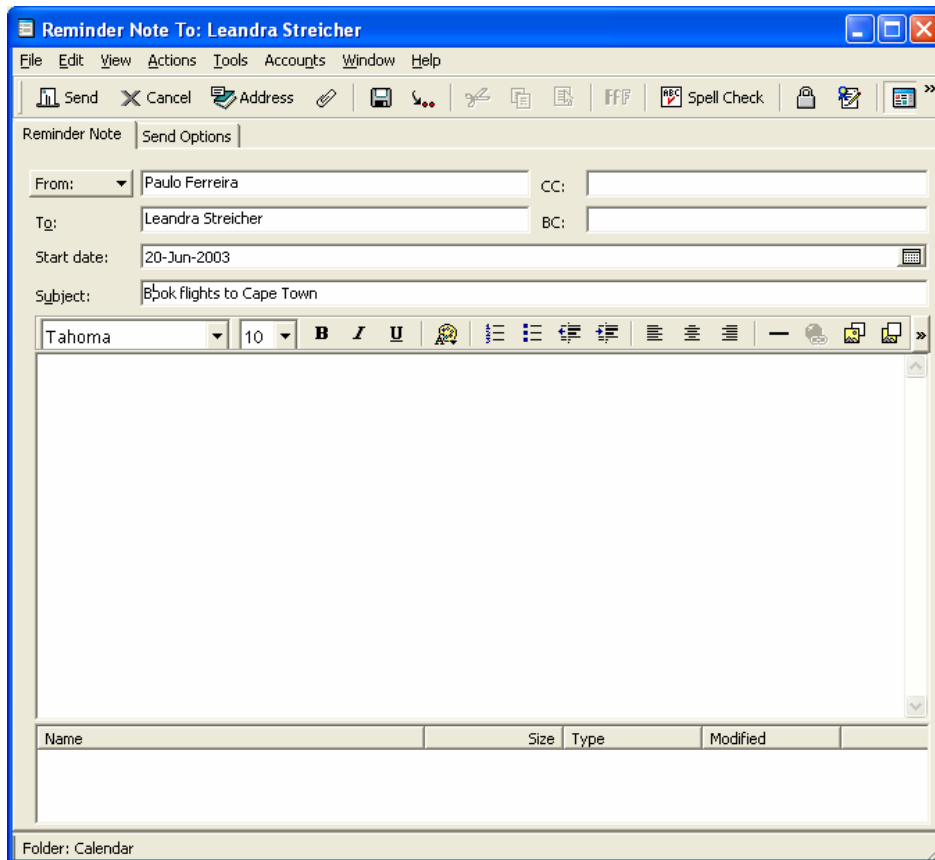 Reminder Note To: Leandra Streicher
File Edit View Actions Tools Accounts Window Help
Send Cancel Address Spell Check »
Reminder Note Send Options
From: Paulo Ferreira CC:
To: Leandra Streicher BC:
Start date: 20-Jun-2003
Subject: Book flights to Cape Town
Tahoma 10 B I U »
Name Size Type Modified
Folder: Calendar